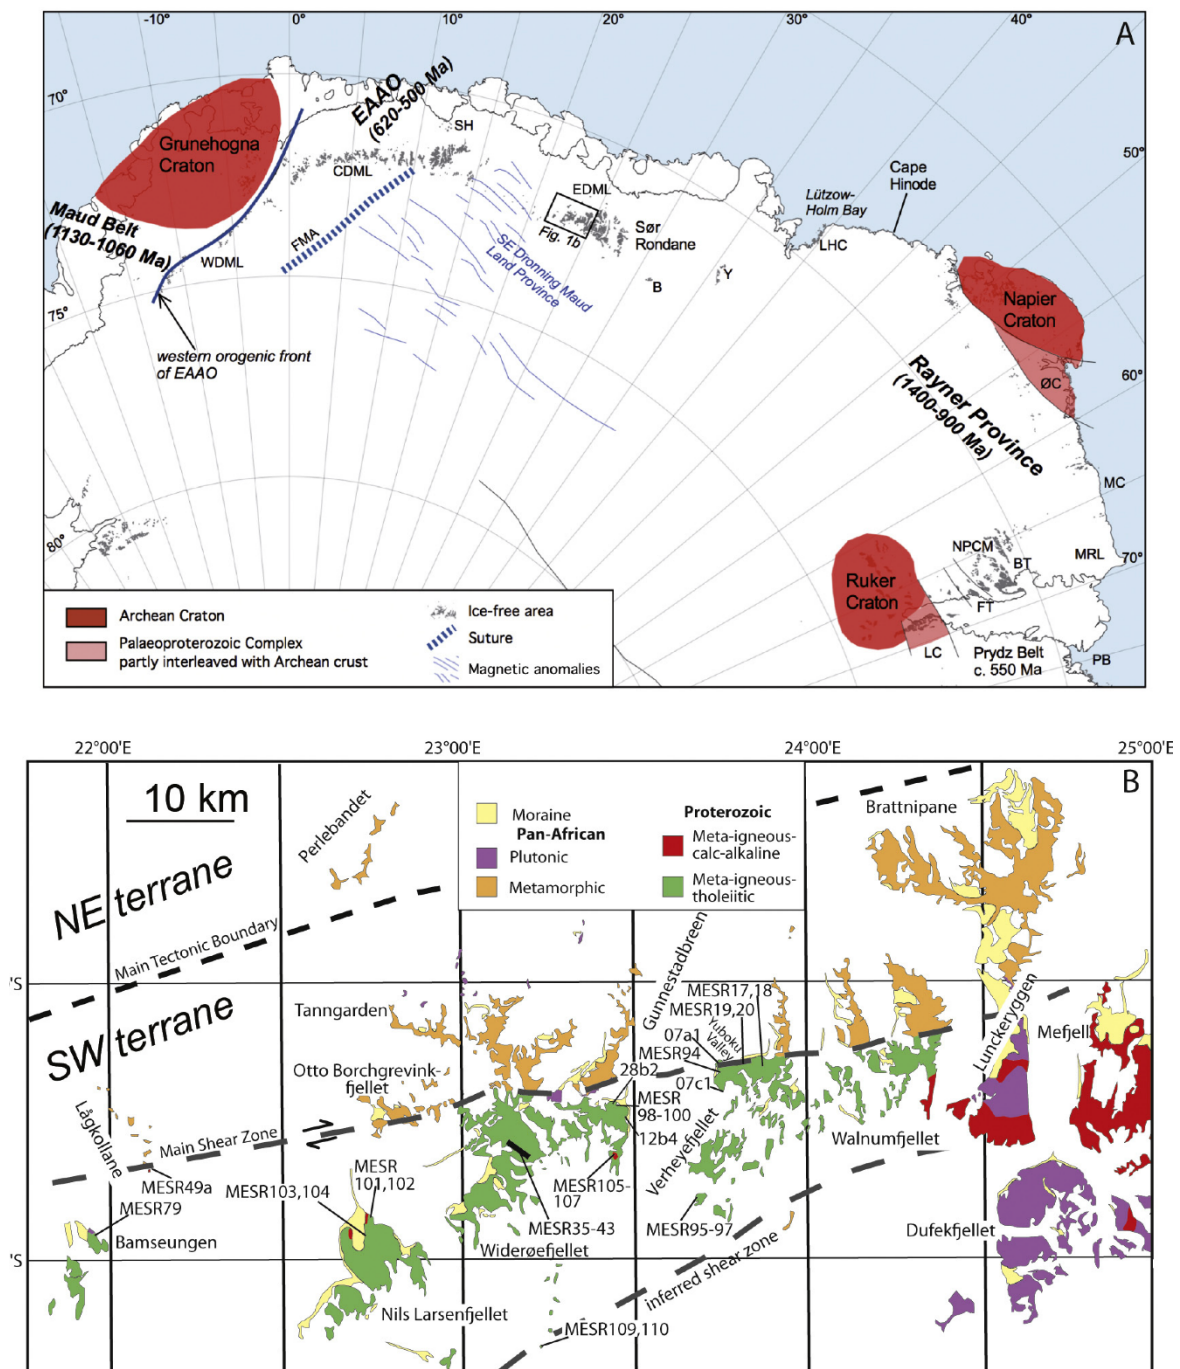 -10°
0°
10°
20°
30°
40°
A
70°
EAAO
(620-500 Ma)
SH
Grunehogna
Craton
CDML
50°
Cape
Hinode
Lützow-
Holm Bay
EDML
Maud Belt
(1130-1060 Ma)
FMA
Fig. 1b
Sør
Rondane
LHC
WDML
SE Dronning Maud
Land Province
B
Y
Napier
Craton
75°
western orogenic front
of EAAO
ØC
60°
Rayner Province
(1400-900 Ma)
MC
80°
NPCM
BT
MRL
70°
Ruker
Craton
FT
LC
Prydz Belt
c. 550 Ma
PB
Archean Craton
Palaeoproterozoic Complex
partly interleaved with Archean crust
Ice-free area
Suture
Magnetic anomalies
22°00'E
23°00'E
24°00'E
25°00'E
B
10 km
Perlebandet
Moraine
Pan-African
Plutonic
Metamorphic
Proterozoic
Meta-igneous-
calc-alkaline
Meta-igneous-
tholeiitic
Brattnipane
NE terrane
Main Tectonic Boundary
'S
SW terrane
Tanngarden
Gunnestadbreen
MESR17,18
MESR19,20
Yuboku
Valley
07a1
MESR94
28b2
07c1
Lunckeryggen
Mefjell
Otto Borchgrevink-
fjellet
MESR
98-100
12b4
Lågkollane
Main Shear Zone
Verheyefjellet
Walnumfjellet
MESR49a
MESR
101,102
MESR103,104
MESR105-
107
MESR79
Bamseungen
MESR35-43
MESR95-97
Dufekfjellet
Widerøefjellet
'S
inferred shear zone
Nils Larsenfjellet
MESR109,110